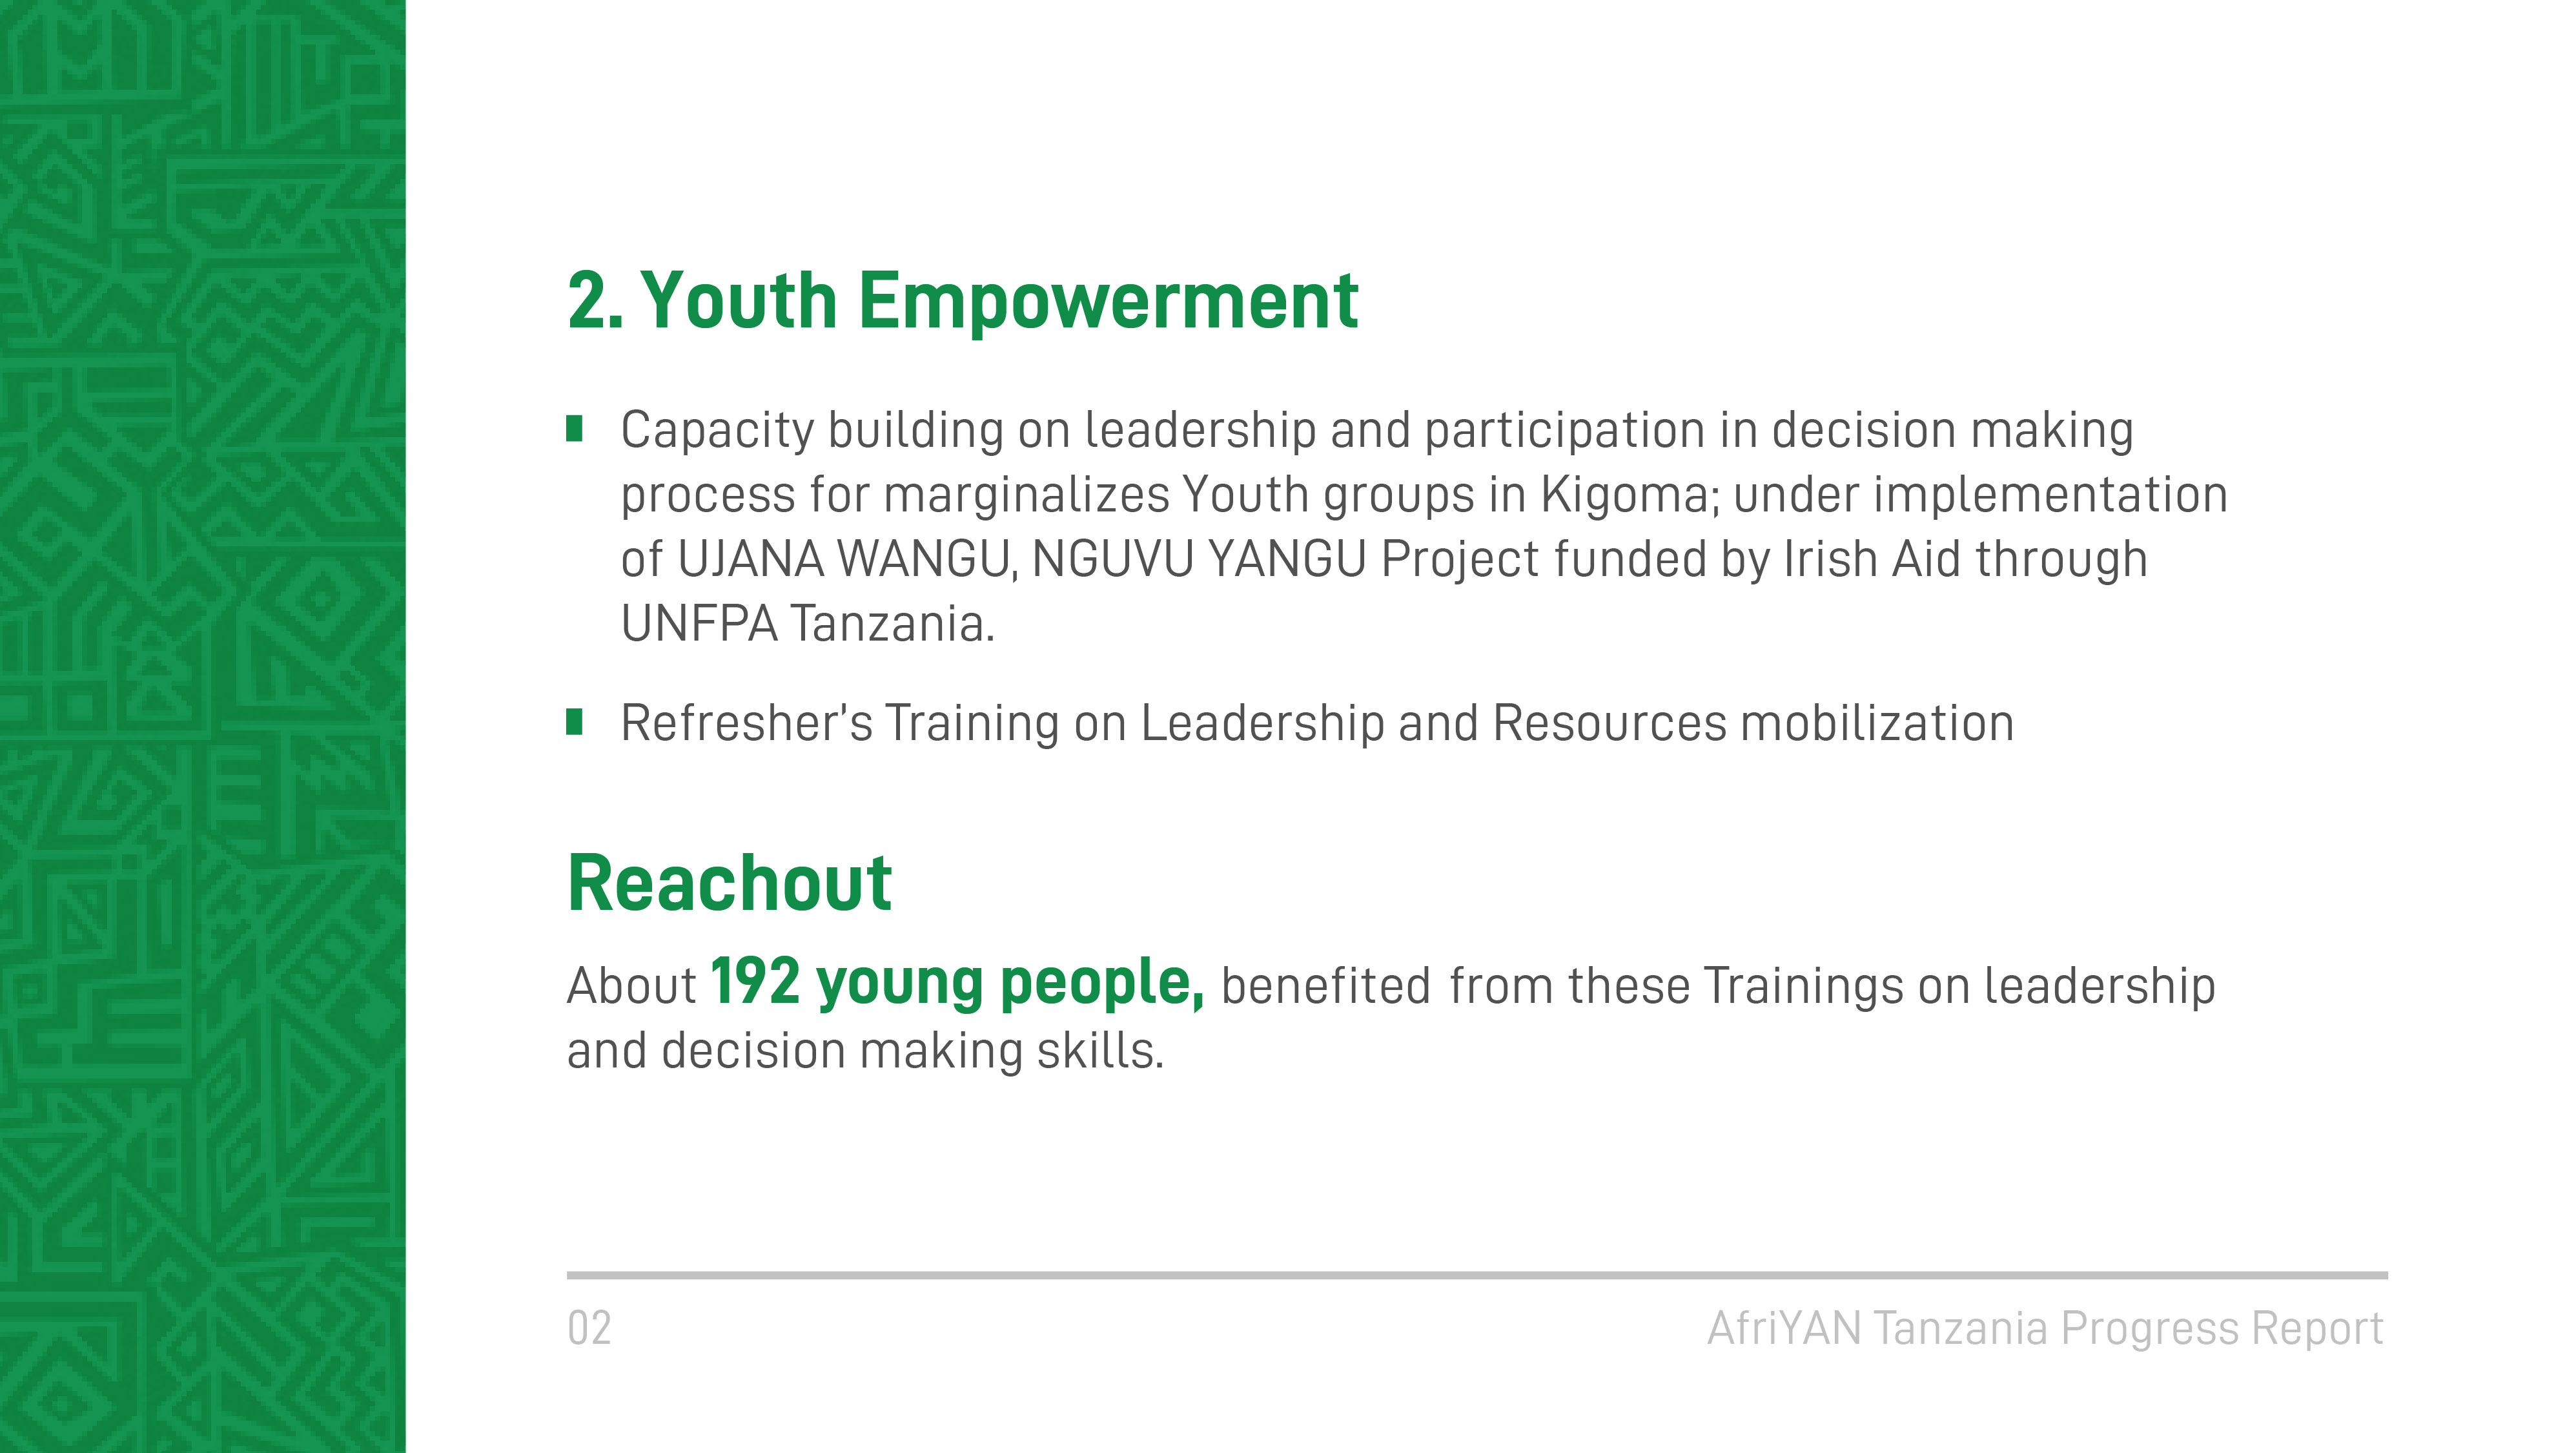 2. Youth Empowerment
Capacity building on leadership and participation in decision making
process for marginalizes Youth groups in Kigoma; under implementation
of UJANA WANGU, NGUVU YANGU Project funded by Irish Aid through
UNFPA Tanzania.
Refresher’s Training on Leadership and Resources mobilization
Reachout
About 192 young people, benefited from these Trainings on leadership
and decision making skills.
02
AfriYAN Tanzania Progress Report